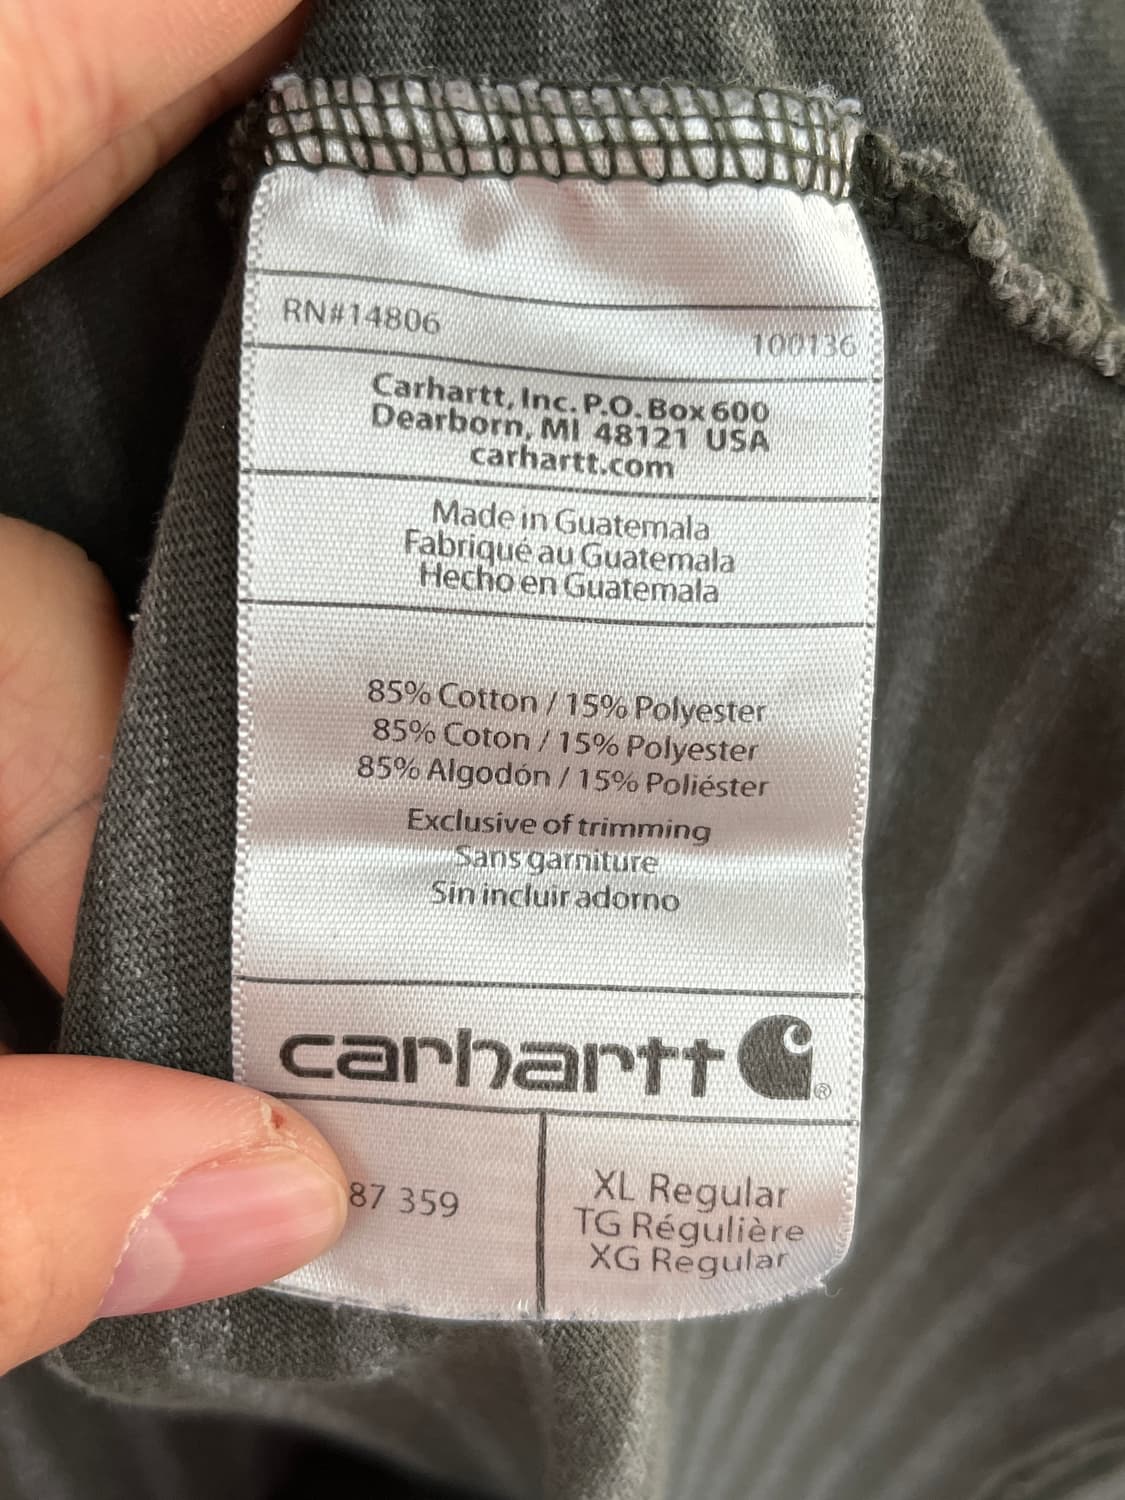 RN#14806
100136
Carhartt, Inc. P.O. Box 600
Dearborn, MI 48121 USA
carhartt.com
Made in Guatemala
Fabriqué au Guatemala
Hecho en Guatemala
85% Cotton / 15% Polyester
85% Coton / 15% Polyester
85% Algodón / 15% Poliéster
Exclusive of trimming
Sans garniture
Sin incluir adorno
carhartt ®
87 359
XL Regular
TG Régulière
XG Regular